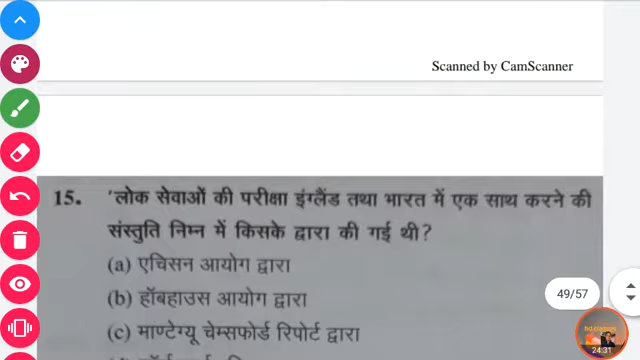 Scanned by CamScanner
15. 'लोक सेवाओं की परीक्षा इंग्लैंड तथा भारत में एक साथ करने की
संस्तुति निम्न में किसके द्वारा की गई थी?
(a) एचिसन आयोग द्वारा
(b) हॉबहाउस आयोग द्वारा
49/57
(c) माण्टेग्यू चेम्सफोर्ड रिपोर्ट द्वारा
24:31